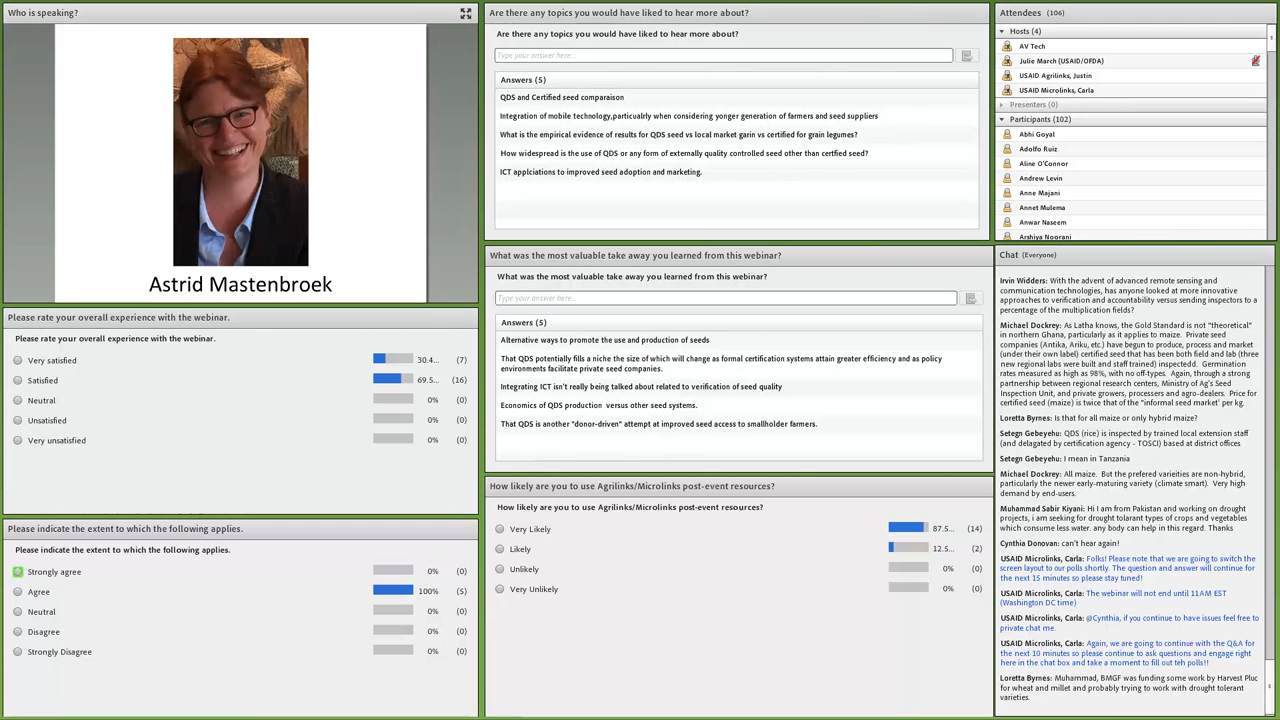 Who is speaking?
Astrid Mastenbroek
Please rate your overall experience with the webinar.
Please rate your overall experience with the webinar.
Very satisfied 30.4... (7)
Satisfied 69.5... (16)
Neutral 0% (0)
Unsatisfied 0% (0)
Very unsatisfied 0% (0)
Please indicate the extent to which the following applies.
Please indicate the extent to which the following applies.
Strongly agree 0% (0)
Agree 100% (5)
Neutral 0% (0)
Disagree 0% (0)
Strongly Disagree 0% (0)
Are there any topics you would have liked to hear more about?
Are there any topics you would have liked to hear more about?
Type your answer here...
Answers (5)
QDS and Certified seed comparaison
Integration of mobile technology,particualrly when considering yonger generation of farmers and seed suppliers
What is the empirical evidence of results for QDS seed vs local market garin vs certified for grain legumes?
How widespread is the use of QDS or any form of externally quality controlled seed other than certfied seed?
ICT applciations to improved seed adoption and marketing.
What was the most valuable take away you learned from this webinar?
What was the most valuable take away you learned from this webinar?
Type your answer here...
Answers (5)
Alternative ways to promote the use and production of seeds
That QDS potentially fills a niche the size of which will change as formal certification systems attain greater efficiency and as policy
environments facilitate private seed companies.
Integrating ICT isn't really being talked about related to verification of seed quality
Economics of QDS production versus other seed systems.
That QDS is another "donor-driven" attempt at improved seed access to smallholder farmers.
How likely are you to use Agrilinks/Microlinks post-event resources?
How likely are you to use Agrilinks/Microlinks post-event resources?
Very Likely 87.5... (14)
Likely 12.5... (2)
Unlikely 0% (0)
Very Unlikely 0% (0)
Attendees (106)
Hosts (4)
AV Tech
Julie March (USAID/OFDA)
USAID Agrilinks, Justin
USAID Microlinks, Carla
Presenters (0)
Participants (102)
Abhi Goyal
Adolfo Ruiz
Aline O'Connor
Andrew Levin
Anne Majani
Annet Mulema
Anwar Naseem
Arshiya Noorani
Chat (Everyone)
Irvin Widders: With the advent of advanced remote sensing and
communication technologies, has anyone looked at more innovative
approaches to verification and accountability versus sending inspectors to a
percentage of the multiplication fields?
Michael Dockrey: As Latha knows, the Gold Standard is not "theoretical"
in northern Ghana, particularly as it applies to maize. Private seed
companies (Antika, Ariku, etc.) have begun to produce, process and market
(under their own label) certified seed that has been both field and lab (three
new regional labs were built and staff trained) inspectedd. Germination
rates measured as high as 98%, with no off-types. Again, through a strong
partnership between regional research centers, Ministry of Ag's Seed
Inspection Unit, and private growers, processers and agro-dealers. Price for
certified seed (maize) is twice that of the "informal seed market' per kg.
Loretta Byrnes: Is that for all maize or only hybrid maize?
Setegn Gebeyehu: QDS (rice) is inspected by trained local extension staff
(and delagated by certification agency - TOSCI) based at district offices
Setegn Gebeyehu: I mean in Tanzania
Michael Dockrey: All maize. But the prefered varieities are non-hybrid,
particularly the newer early-maturing variety (climate smart). Very high
demand by end-users.
Muhammad Sabir Kiyani: Hi I am from Pakistan and working on drought
projects, i am seeking for drought tolarant types of crops and vegetables
which consume less water. any body can help in this regard. Thanks
Cynthia Donovan: can't hear again!
USAID Microlinks, Carla: Folks! Please note that we are going to switch the
screen layout to our polls shortly. The question and answer will continue for
the next 15 minutes so please stay tuned!
USAID Microlinks, Carla: The webinar will not end until 11AM EST
(Washington DC time)
USAID Microlinks, Carla: @Cynthia, if you continue to have issues feel free to
private chat me.
USAID Microlinks, Carla: Again, we are going to continue with the Q&A for
the next 10 minutes so please continue to ask questions and engage right
here in the chat box and take a moment to fill out teh polls!!
Loretta Byrnes: Muhammad, BMGF was funding some work by Harvest Pluc
for wheat and millet and probably trying to work with drought tolerant
varieties.